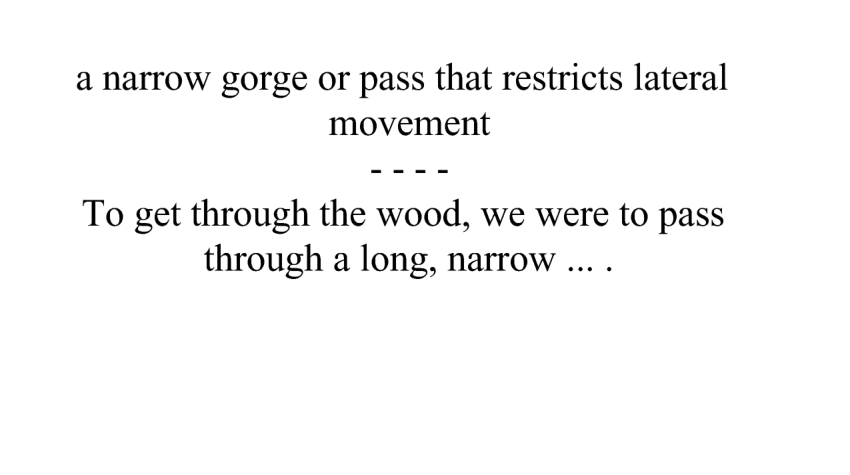 a narrow gorge or pass that restricts lateral
movement
- - - -
To get through the wood, we were to pass
through a long, narrow ... .